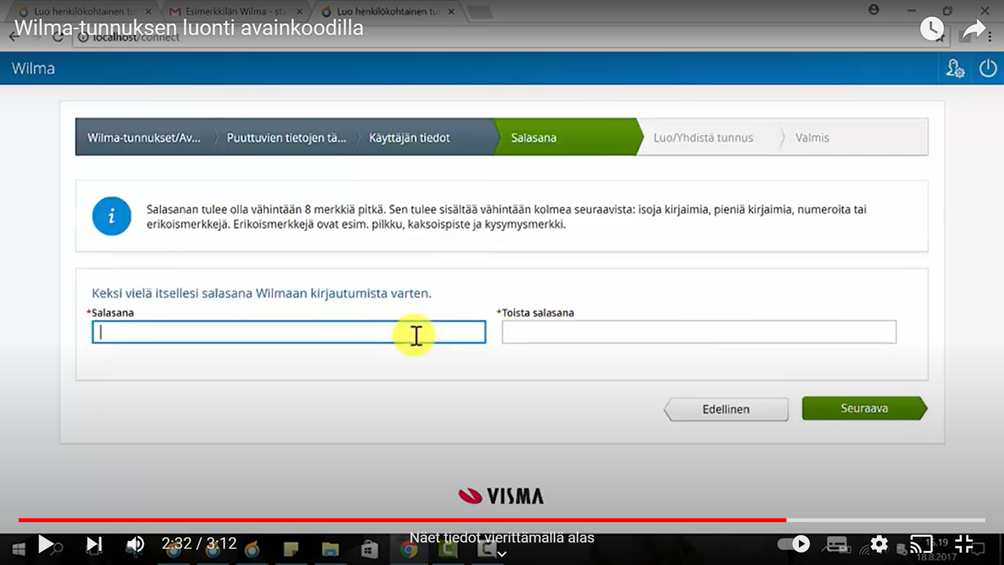 Luo henkilökohtainen tun
Esimerkkilän Wilma - sta
Luo henkilökohtainen tun
Wilma-tunnuksen luonti avainkoodilla
localhost/connect
Wilma
Wilma-tunnukset/Av...
Puuttuvien tietojen tä...
Käyttäjän tiedot
Salasana
Luo/Yhdistä tunnus
Valmis
i
Salasanan tulee olla vähintään 8 merkkiä pitkä. Sen tulee sisältää vähintään kolmea seuraavista: isoja kirjaimia, pieniä kirjaimia, numeroita tai
erikoismerkkejä. Erikoismerkkejä ovat esim. pilkku, kaksoispiste ja kysymysmerkki.
Keksi vielä itsellesi salasana Wilmaan kirjautumista varten.
*Salasana
*Toista salasana
Edellinen
Seuraava
VISMA
2:32 / 3:12
Näet tiedot vierittämällä alas
18.8.2017